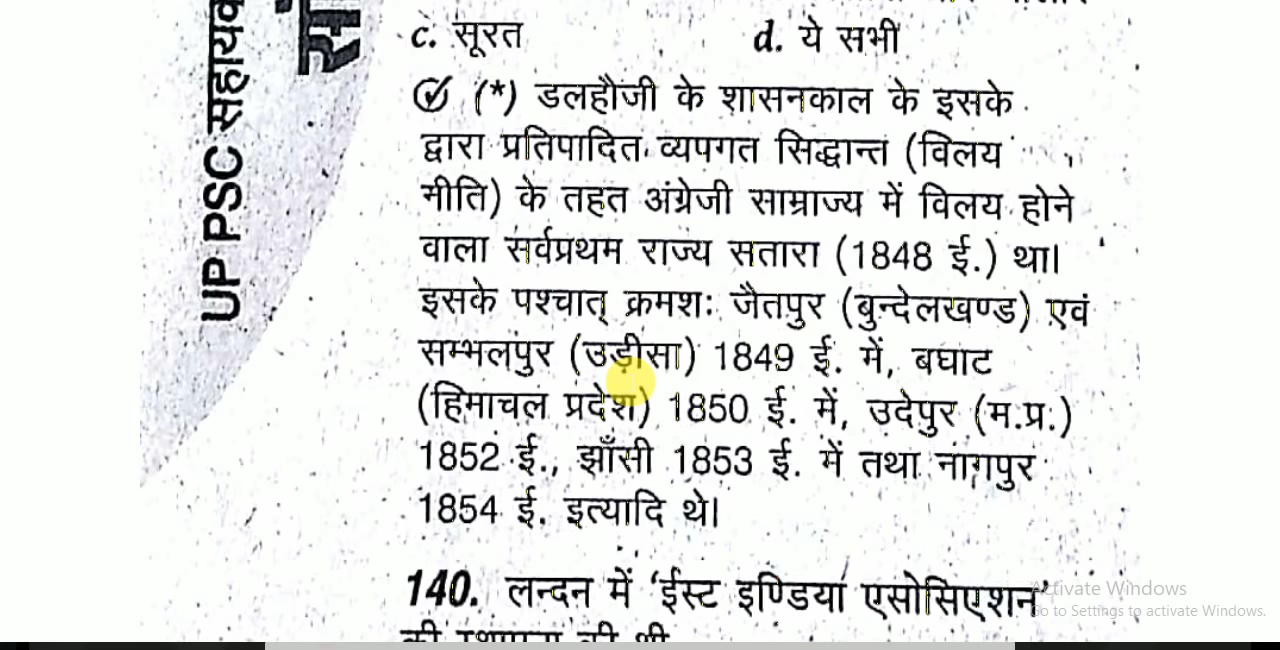 UP PSC सहायक
c. सूरत d. ये सभी
(*) डलहौजी के शासनकाल के इसके
द्वारा प्रतिपादित व्यपगत सिद्धान्त (विलय
नीति) के तहत अंग्रेजी साम्राज्य में विलय होने
वाला सर्वप्रथम राज्य सतारा (1848 ई.) था।
इसके पश्चात् क्रमशः जैतपुर (बुन्देलखण्ड) एवं
सम्भलपुर (उड़ीसा) 1849 ई. में, बघाट
(हिमाचल प्रदेश) 1850 ई. में, उदेपुर (म.प्र.)
1852 ई., झाँसी 1853 ई. में तथा नागपुर
1854 ई. इत्यादि थे।
140. लन्दन में ‘ईस्ट इण्डिया एसोसिएशन’
Activate Windows
Go to Settings to activate Windows.